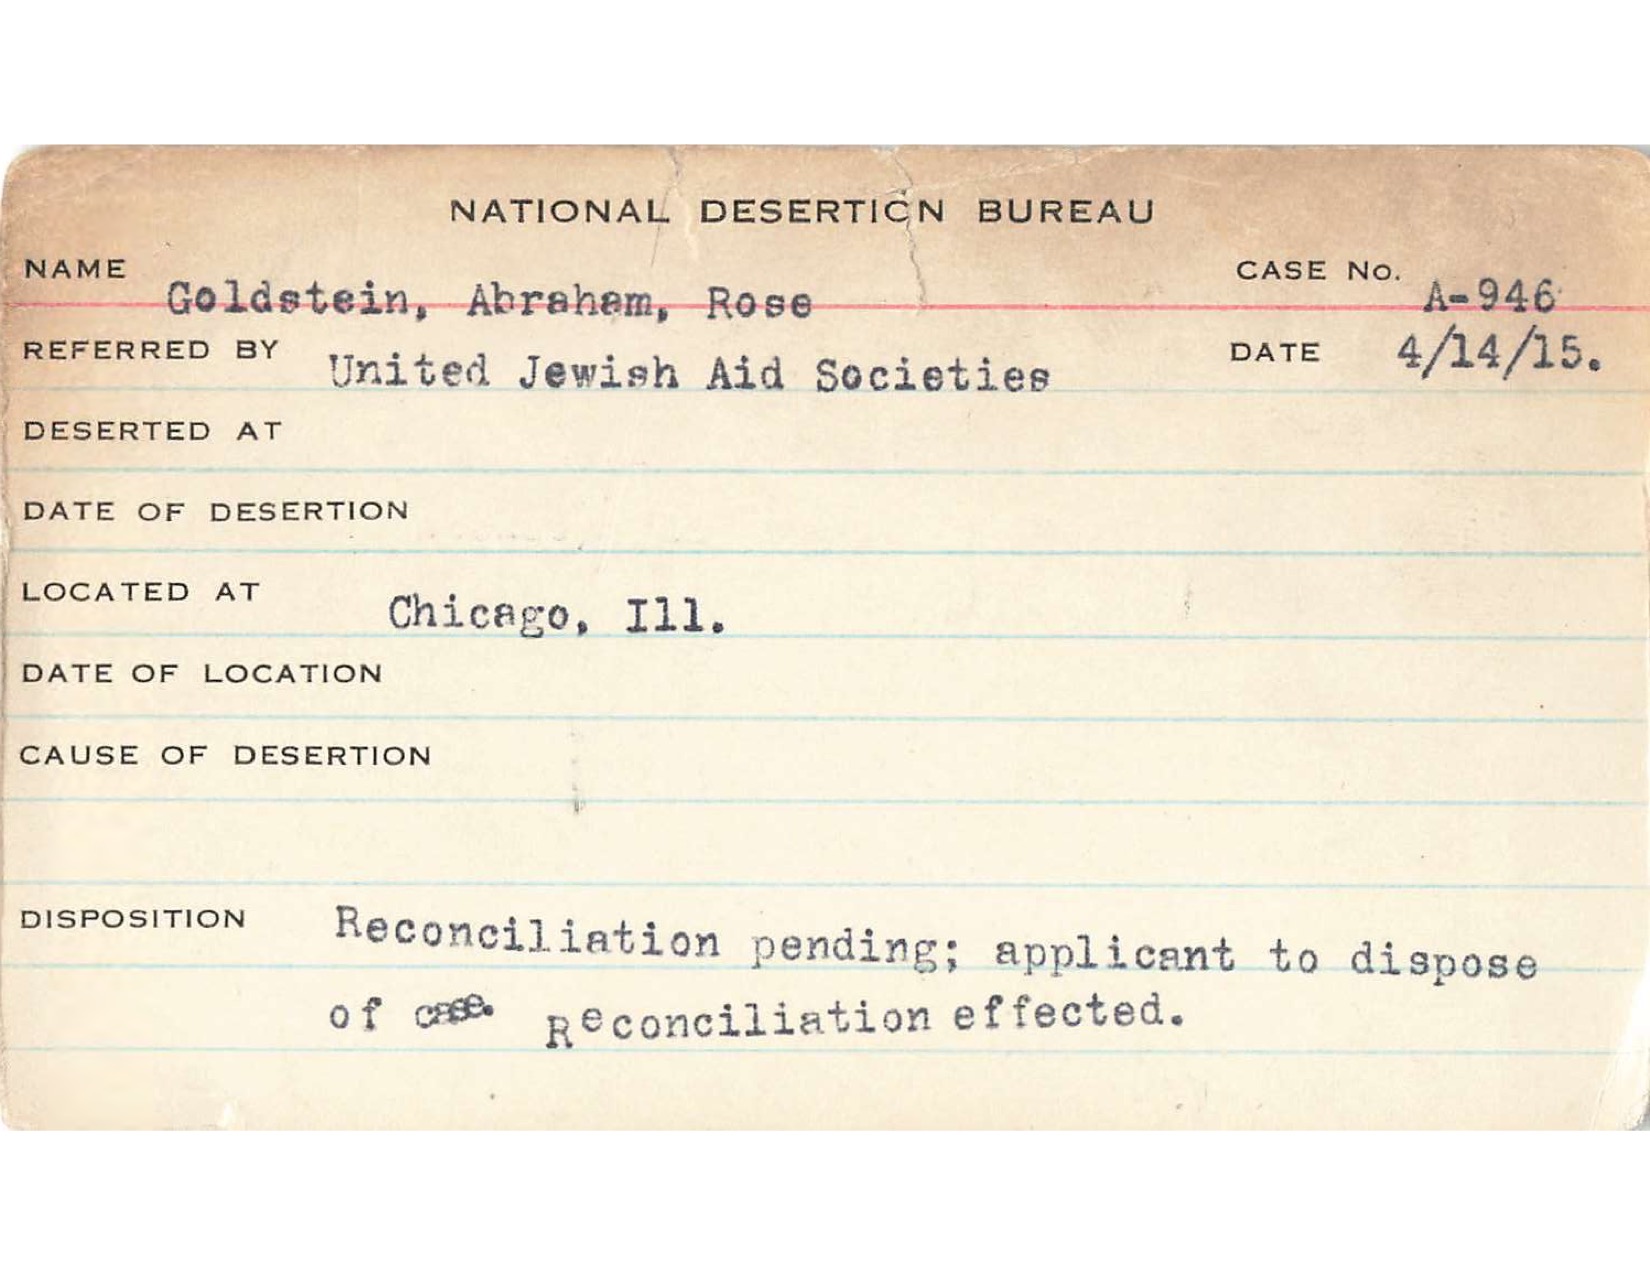 NATIONAL DESERTION BUREAU
NAME Goldstein, Abraham, Rose CASE No. A-946
REFERRED BY United Jewish Aid Societies DATE 4/14/15.
DESERTED AT
DATE OF DESERTION
LOCATED AT Chicago, Ill.
DATE OF LOCATION
CAUSE OF DESERTION
DISPOSITION Reconciliation pending; applicant to dispose
of case. Reconciliation effected.